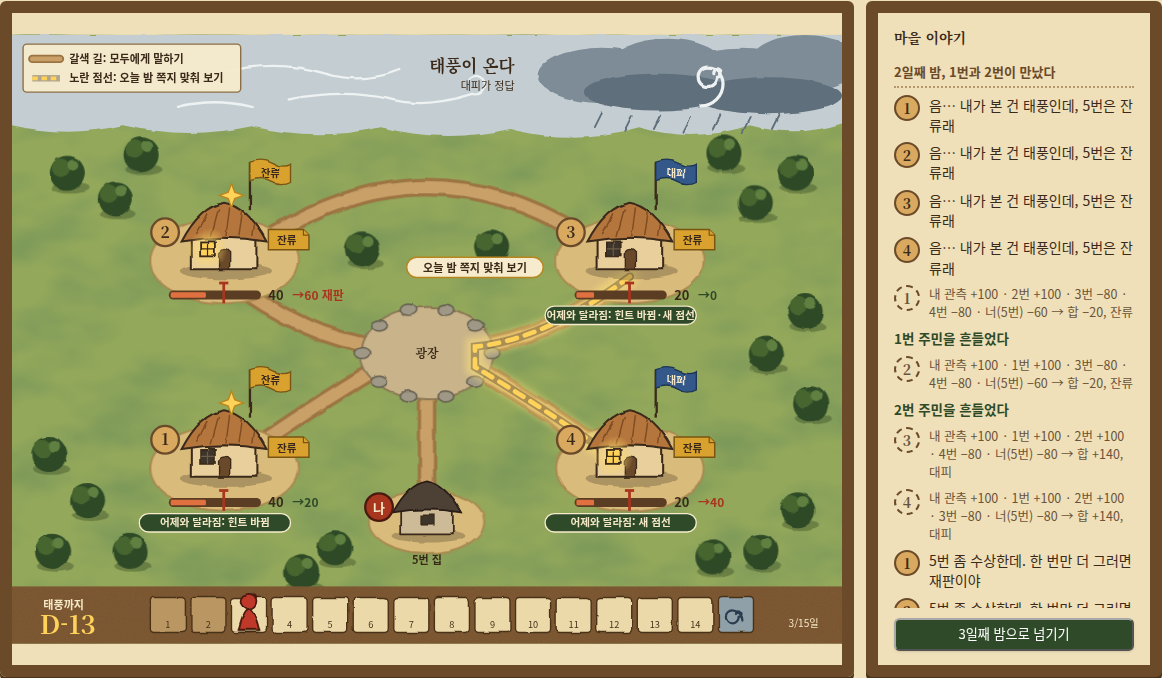 갈색 길: 모두에게 말하기
노란 점선: 오늘 밤 쪽지 맞춰 보기
태풍이 온다
대피가 정답
잔류
대피
2
잔류
3
잔류
오늘 밤 쪽지 맞춰 보기
40 →60 재판
20 →0
어제와 달라짐: 힌트 바뀜·새 점선
광장
잔류
대피
1
잔류
4
잔류
40 →20
20 →40
어제와 달라짐: 힌트 바뀜
어제와 달라짐: 새 점선
나
5번 집
태풍까지
D-13
1
2
4
5
6
7
8
9
10
11
12
13
14
3/15일
마을 이야기
2일째 밤, 1번과 2번이 만났다
1
음… 내가 본 건 태풍인데, 5번은 잔
류래
2
음… 내가 본 건 태풍인데, 5번은 잔
류래
3
음… 내가 본 건 태풍인데, 5번은 잔
류래
4
음… 내가 본 건 태풍인데, 5번은 잔
류래
1
내 관측 +100 · 2번 +100 · 3번 −80 ·
4번 −80 · 너(5번) −60 → 합 −20, 잔류
1번 주민을 흔들었다
2
내 관측 +100 · 1번 +100 · 3번 −80 ·
4번 −80 · 너(5번) −60 → 합 −20, 잔류
2번 주민을 흔들었다
3
내 관측 +100 · 1번 +100 · 2번 +100
· 4번 −80 · 너(5번) −80 → 합 +140,
대피
4
내 관측 +100 · 1번 +100 · 2번 +100
· 3번 −80 · 너(5번) −80 → 합 +140,
대피
1
5번 좀 수상한데. 한 번만 더 그러면
재판이야
3일째 밤으로 넘기기